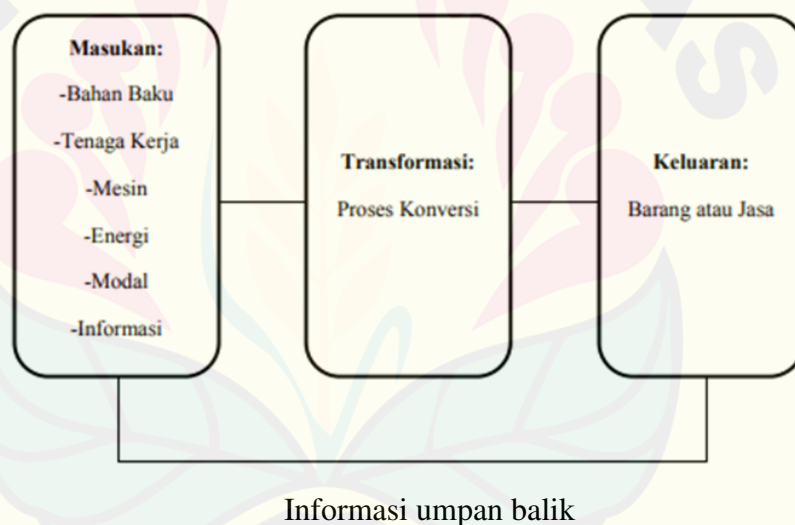 Masukan:
-Bahan Baku
-Tenaga Kerja
-Mesin
-Energi
-Modal
-Informasi
Transformasi:
Proses Konversi
Keluaran:
Barang atau Jasa
Informasi umpan balik